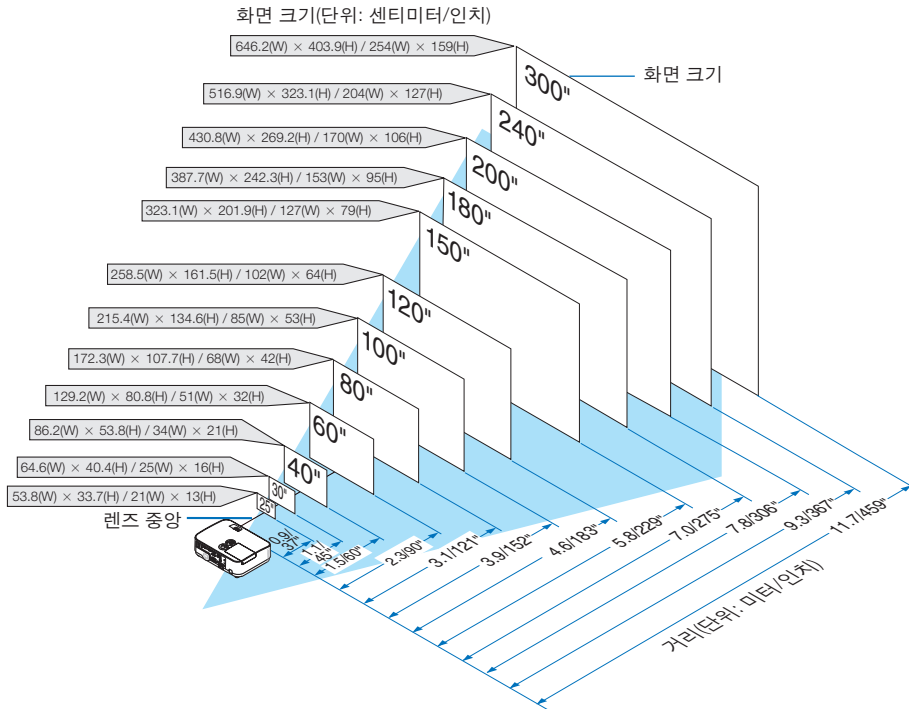 화면 크기(단위: 센티미터/인치)
646.2(W) × 403.9(H) / 254(W) × 159(H)
화면 크기
300"
516.9(W) × 323.1(H) / 204(W) × 127(H)
240"
430.8(W) × 269.2(H) / 170(W) × 106(H)
200"
387.7(W) × 242.3(H) / 153(W) × 95(H)
180"
323.1(W) × 201.9(H) / 127(W) × 79(H)
150"
258.5(W) × 161.5(H) / 102(W) × 64(H)
120"
215.4(W) × 134.6(H) / 85(W) × 53(H)
100"
172.3(W) × 107.7(H) / 68(W) × 42(H)
80"
129.2(W) × 80.8(H) / 51(W) × 32(H)
60"
86.2(W) × 53.8(H) / 34(W) × 21(H)
40"
64.6(W) × 40.4(H) / 25(W) × 16(H)
30"
53.8(W) × 33.7(H) / 21(W) × 13(H)
25"
렌즈 중앙
0.9/
37"
1.1/
45"
1.5/60"
2.3/90"
3.1/121"
3.9/152"
4.6/183"
5.8/229"
7.0/275"
7.8/306"
9.3/367"
11.7/459"
거리(단위: 미터/인치)